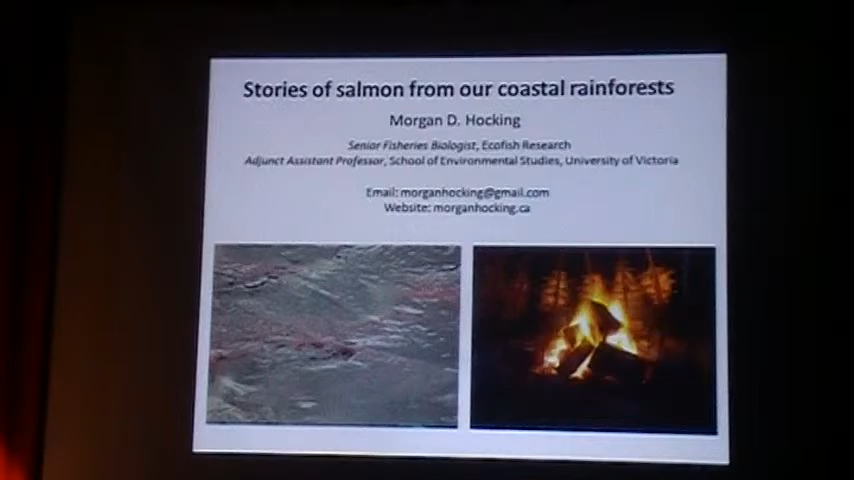 Stories of salmon from our coastal rainforests
Morgan D. Hocking
Senior Fisheries Biologist, Ecofish Research
Adjunct Assistant Professor, School of Environmental Studies, University of Victoria
Email: morganhocking@gmail.com
Website: morganhocking.ca